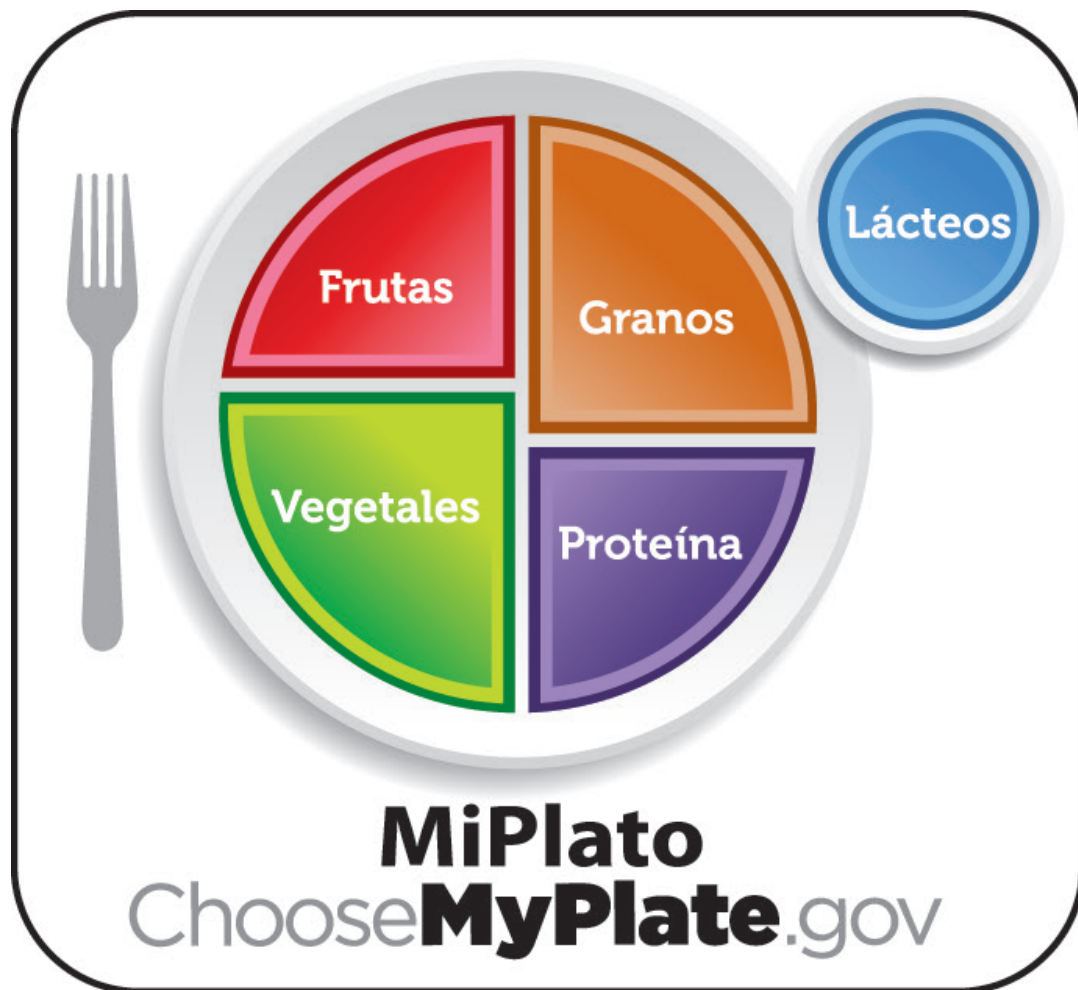 Frutas
Granos
Lácteos
Vegetales
Proteína
MiPlato
ChooseMyPlate.gov